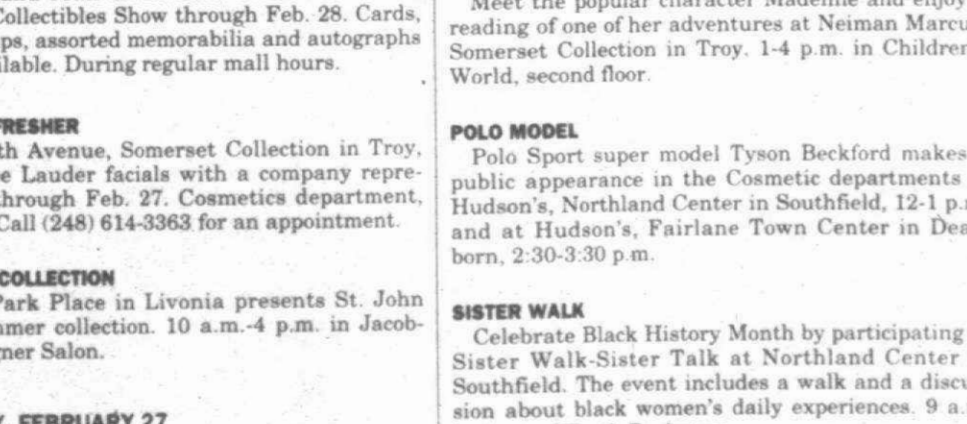 Collectibles Show through Feb. 28. Cards,
ps, assorted memorabilia and autographs
ilable. During regular mall hours.
FRESHER
th Avenue, Somerset Collection in Troy,
e Lauder facials with a company repre-
through Feb. 27. Cosmetics department,
Call (248) 614-3363 for an appointment.
COLLECTION
Park Place in Livonia presents St. John
mer collection. 10 a.m.-4 p.m. in Jacob-
ner Salon.
FEBRUARY 27
Meet the popular character Madeline and enjoy
reading of one of her adventures at Neiman Marcu
Somerset Collection in Troy. 1-4 p.m. in Children
World, second floor.
POLO MODEL
Polo Sport super model Tyson Beckford makes
public appearance in the Cosmetic departments
Hudson's, Northland Center in Southfield, 12-1 p.m
and at Hudson's, Fairlane Town Center in Dea
born, 2:30-3:30 p.m.
SISTER WALK
Celebrate Black History Month by participating
Sister Walk-Sister Talk at Northland Center
Southfield. The event includes a walk and a discu
sion about black women's daily experiences. 9 a.